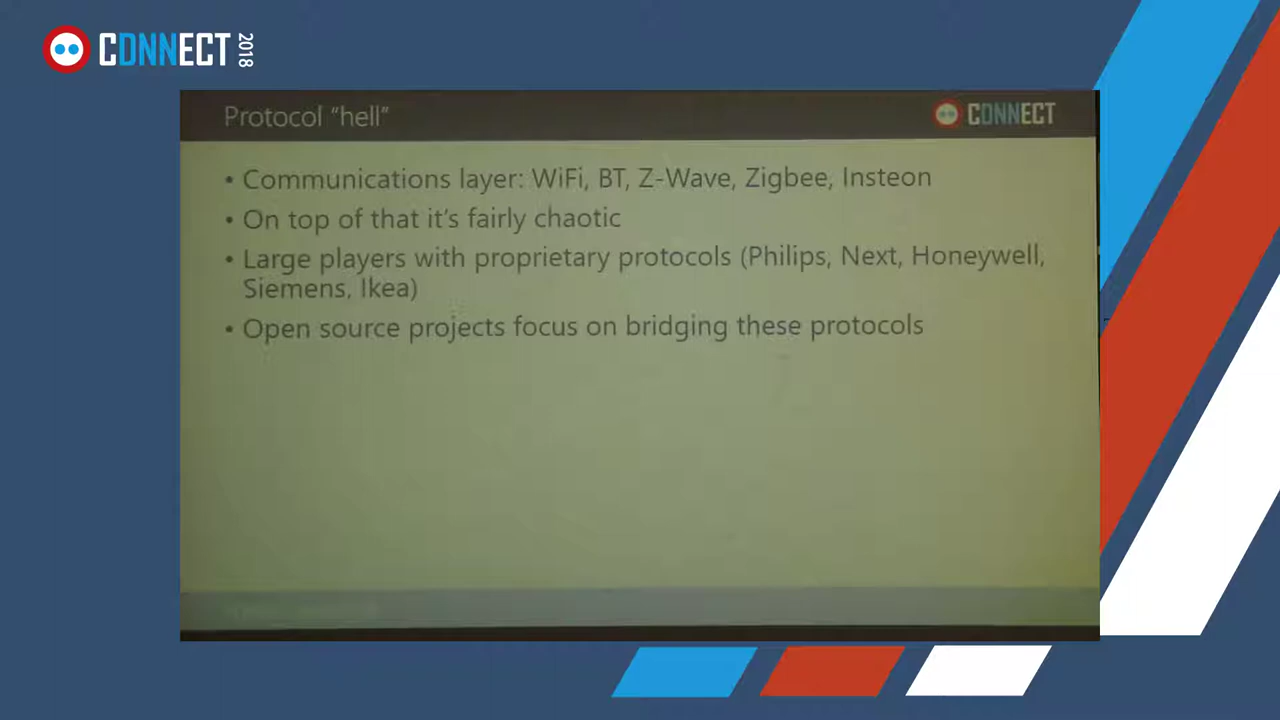 CONNECT 2018
Protocol “hell”
CONNECT
• Communications layer: WiFi, BT, Z-Wave, Zigbee, Insteon
• On top of that it’s fairly chaotic
• Large players with proprietary protocols (Philips, Next, Honeywell,
Siemens, Ikea)
• Open source projects focus on bridging these protocols